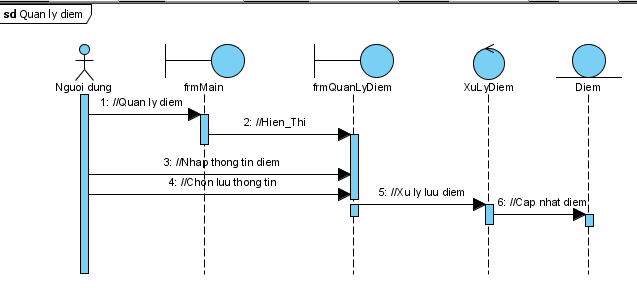 sd Quan ly diem
Nguoi dung
frmMain
frmQuanLyDiem
XuLyDiem
Diem
1: //Quan ly diem
2: //Hien_Thi
3: //Nhap thong tin diem
4: //Chon luu thong tin
5: //Xu ly luu diem
6: //Cap nhat diem